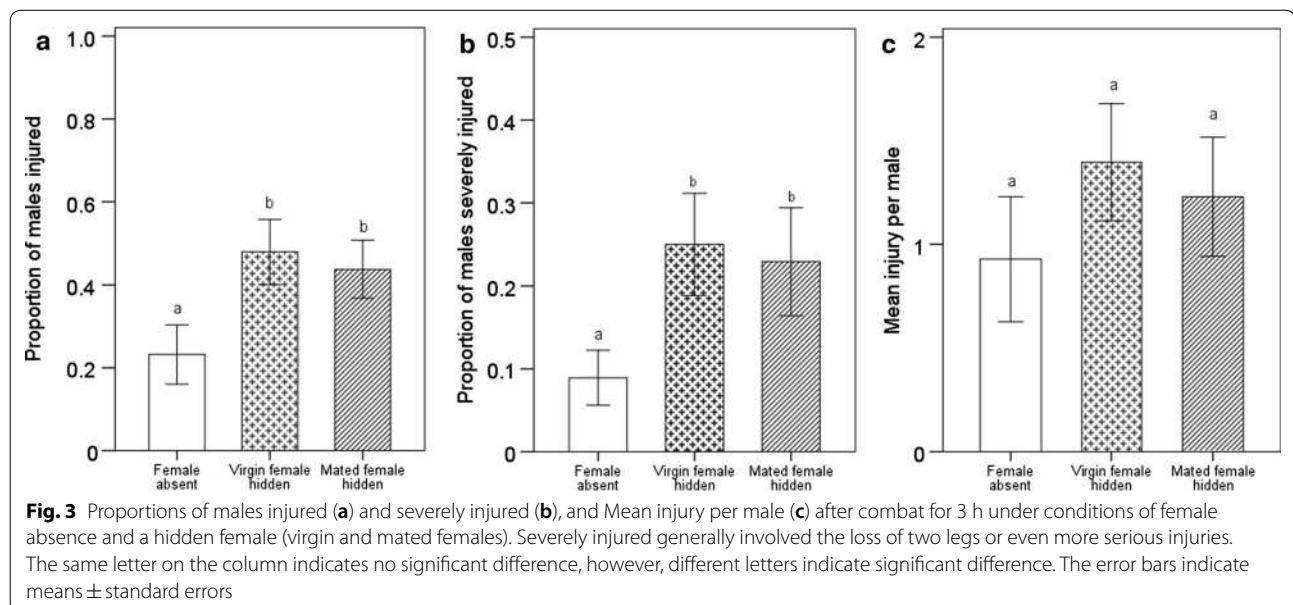 a
Proportion of males injured
1.0
0.8
0.6
0.4
0.2
0
a
b
b
Female absent
Virgin female hidden
Mated female hidden
b
Proportion of males severely injured
0.5
0.4
0.3
0.2
0.1
0
a
b
b
Female absent
Virgin female hidden
Mated female hidden
c
Mean injury per male
2
1
0
a
a
a
Female absent
Virgin female hidden
Mated female hidden
Fig. 3 Proportions of males injured (a) and severely injured (b), and Mean injury per male (c) after combat for 3 h under conditions of female
absence and a hidden female (virgin and mated females). Severely injured generally involved the loss of two legs or even more serious injuries.
The same letter on the column indicates no significant difference, however, different letters indicate significant difference. The error bars indicate
means ± standard errors